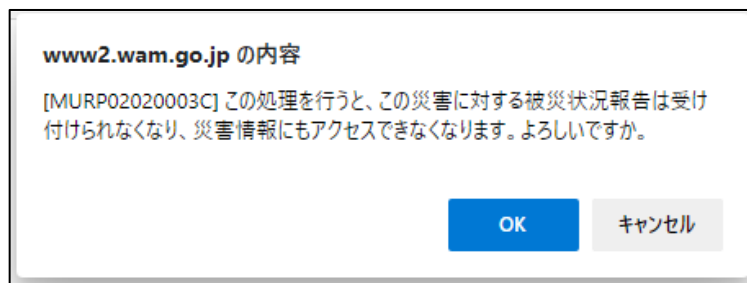 www2.wam.go.jp の内容
[MURP02020003C] この処理を行うと、この災害に対する被災状況報告は受け
付けられなくなり、災害情報にもアクセスできなくなります。よろしいですか。
OK
キャンセル